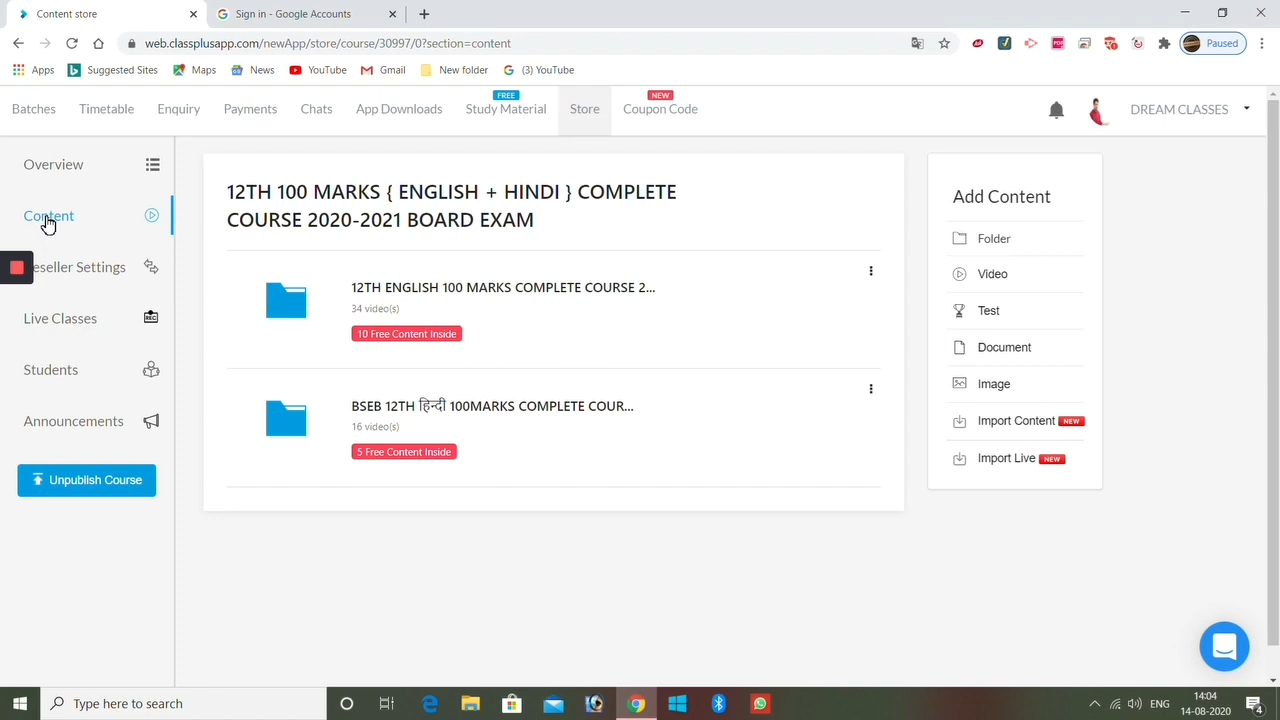 Content store
Sign in - Google Accounts
web.classplusapp.com/newApp/store/course/30997/0?section=content
Paused
Apps Suggested Sites Maps News YouTube Gmail New folder (3) YouTube
FREE NEW
Batches Timetable Enquiry Payments Chats App Downloads Study Material Store Coupon Code DREAM CLASSES
Overview
Content
eseller Settings
Live Classes
REC
Students
Announcements
Unpublish Course
12TH 100 MARKS { ENGLISH + HINDI } COMPLETE
COURSE 2020-2021 BOARD EXAM
12TH ENGLISH 100 MARKS COMPLETE COURSE 2...
34 video(s)
10 Free Content Inside
BSEB 12TH हिन्दी 100MARKS COMPLETE COUR...
16 video(s)
5 Free Content Inside
Add Content
Folder
Video
Test
Document
Image
Import Content NEW
Import Live NEW
Type here to search
ENG
14:04
14-08-2020
4